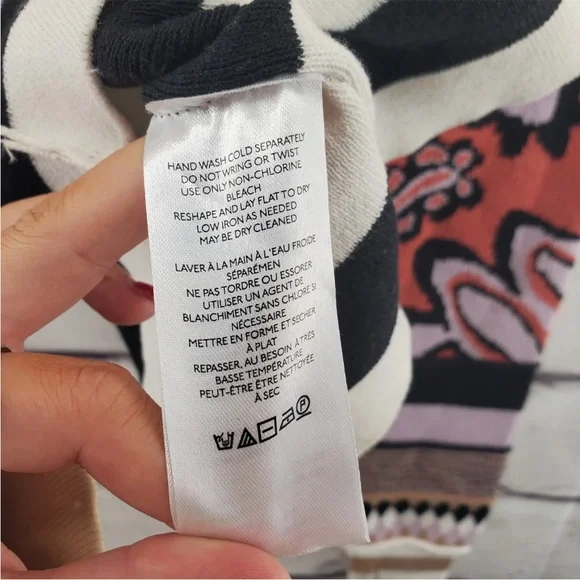 HAND WASH COLD SEPARATELY
DO NOT WRING OR TWIST
USE ONLY NON-CHLORINE
BLEACH
RESHAPE AND LAY FLAT TO DRY
LOW IRON AS NEEDED
MAY BE DRY CLEANED
LAVER À LA MAIN À L'EAU FROIDE
SÉPARÉMEN
NE PAS TORDRE OU ESSORER
UTILISER UN AGENT DE
BLANCHIMENT SANS CHLORE SI
NÉCESSAIRE
METTRE EN FORME ET SÉCHER
À PLAT
REPASSER, AU BESOIN À TRÈS
BASSE TEMPÉRATURE
PEUT-ÊTRE NETTOYÉE
À SEC
P